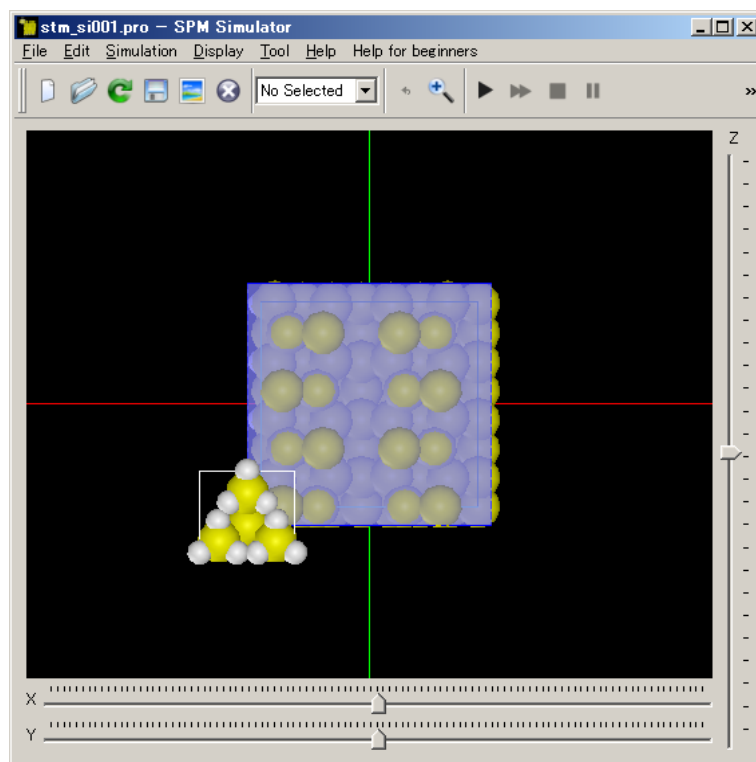 stm_si001.pro – SPM Simulator
File Edit Simulation Display Tool Help Help for beginners
No Selected »
Z
X
Y